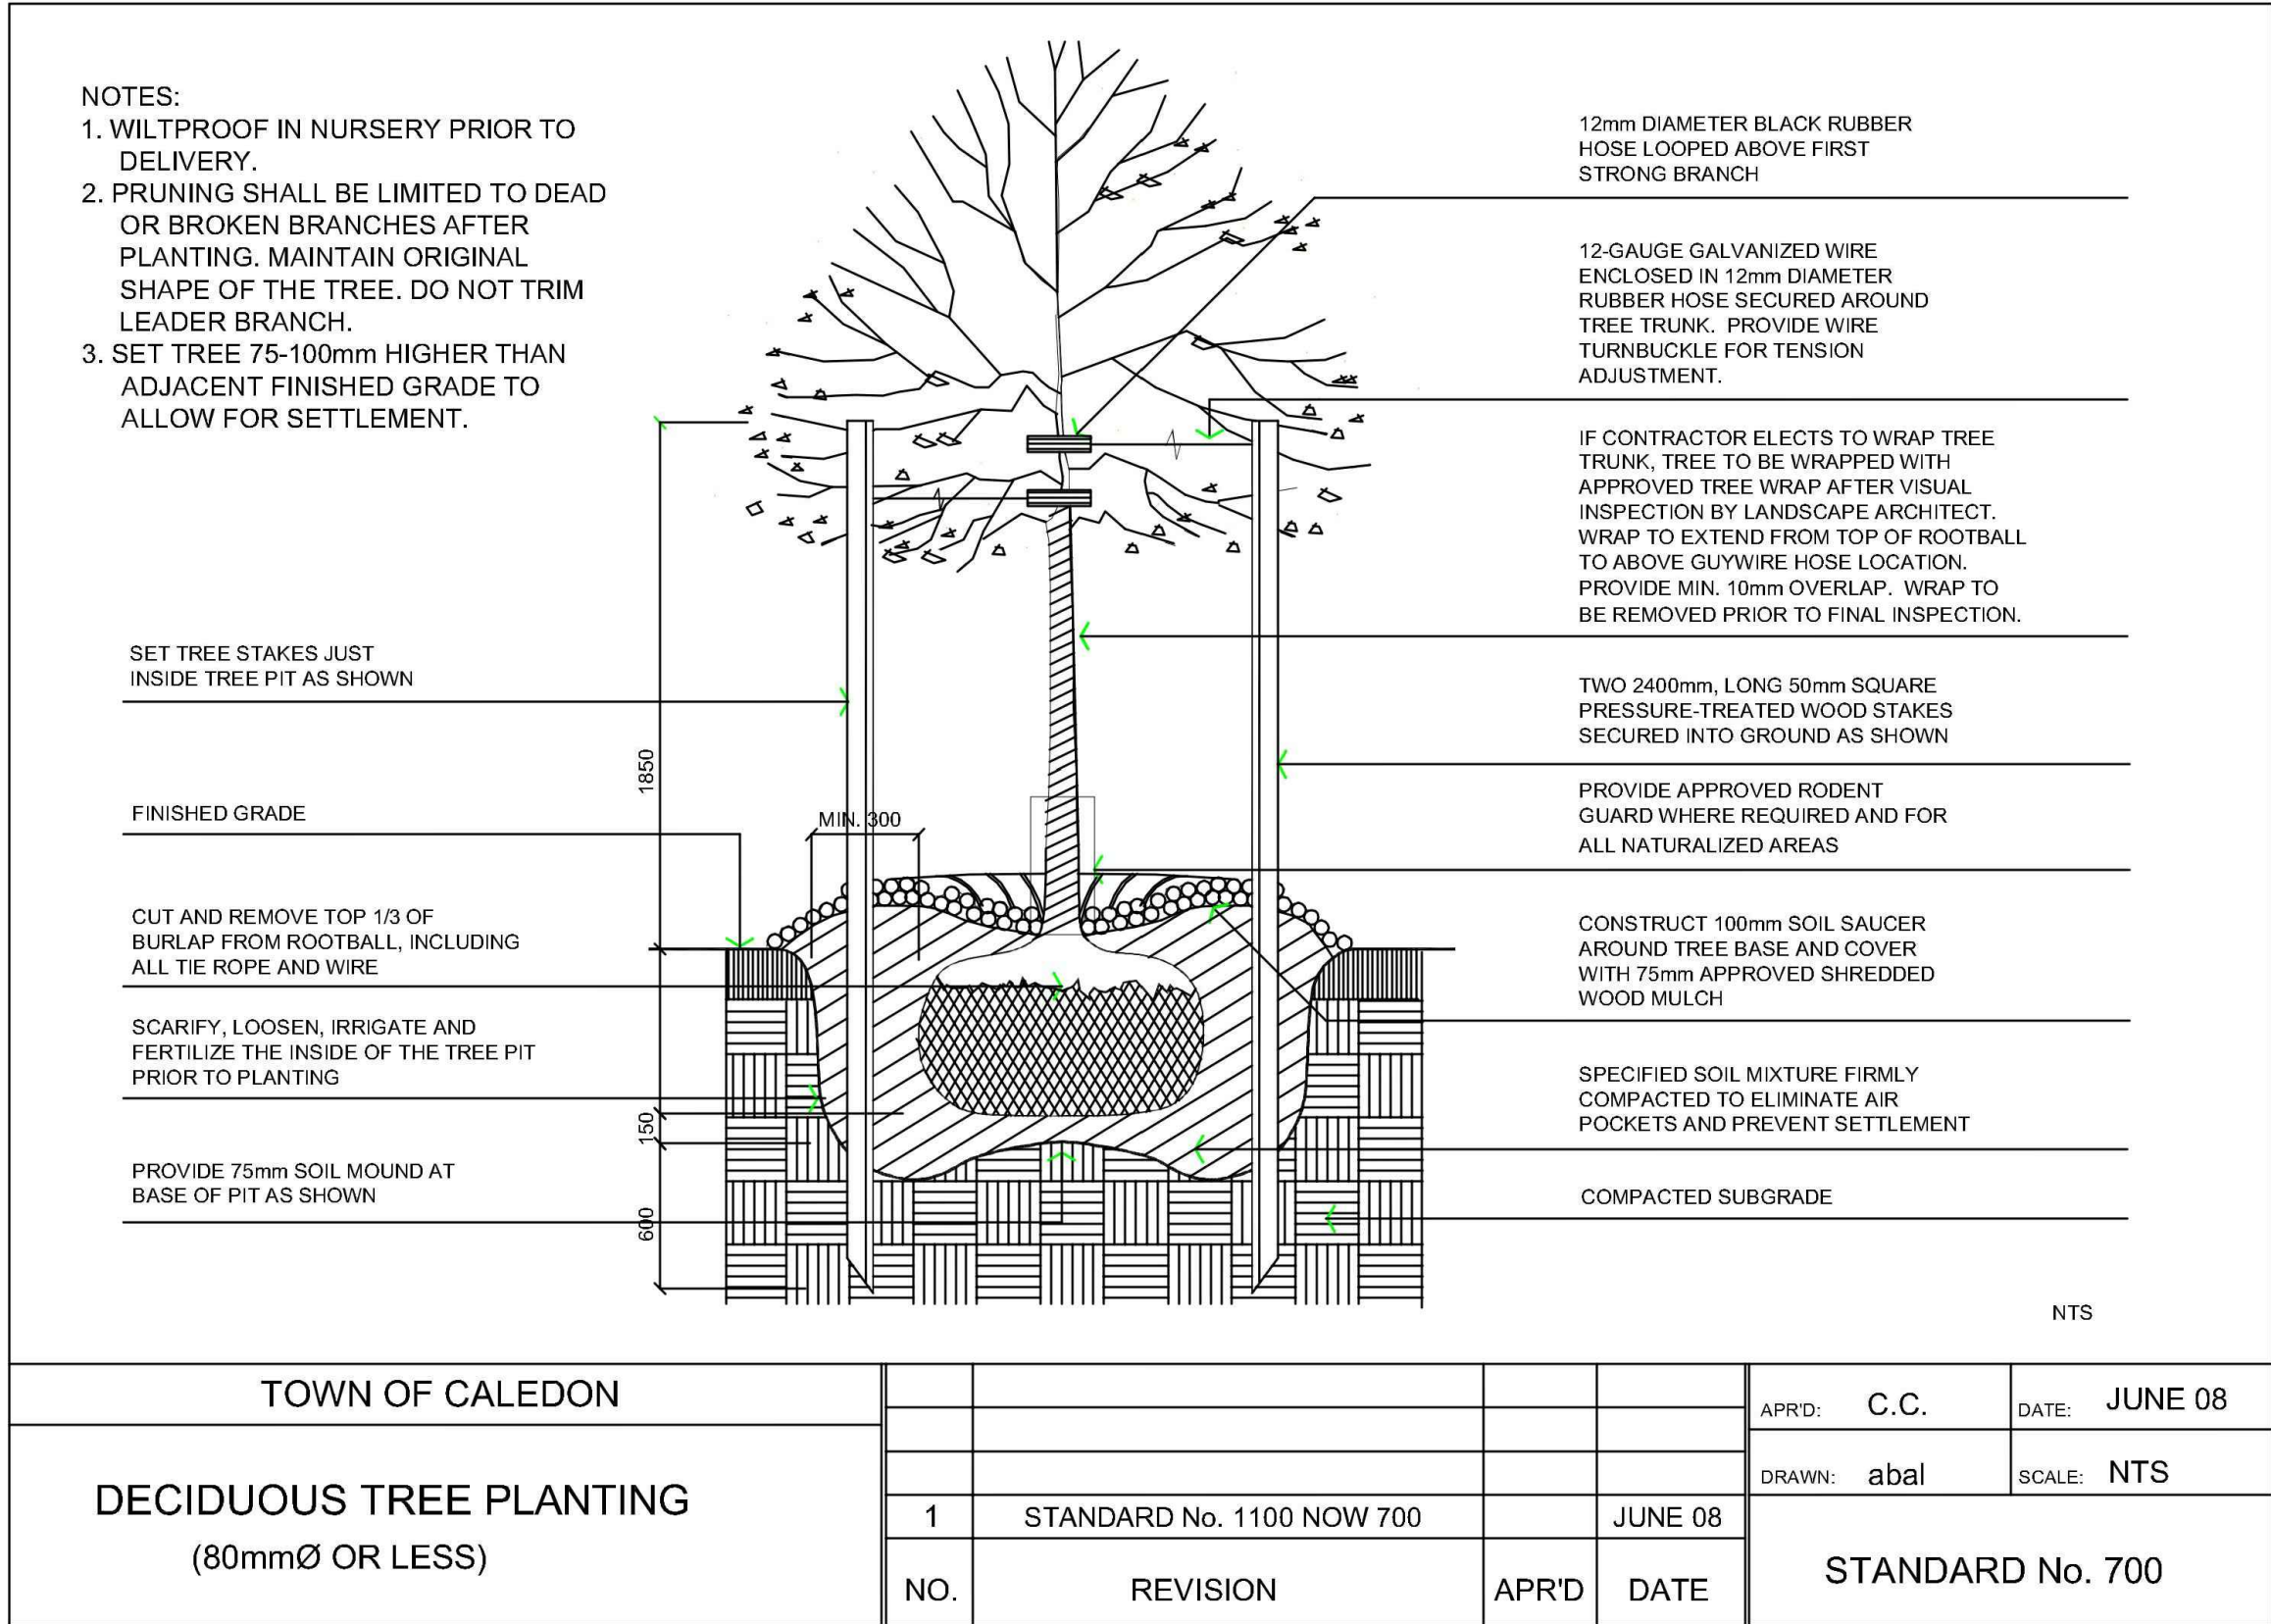 NOTES:
1. WILTPROOF IN NURSERY PRIOR TO
DELIVERY.
2. PRUNING SHALL BE LIMITED TO DEAD
OR BROKEN BRANCHES AFTER
PLANTING. MAINTAIN ORIGINAL
SHAPE OF THE TREE. DO NOT TRIM
LEADER BRANCH.
3. SET TREE 75-100mm HIGHER THAN
ADJACENT FINISHED GRADE TO
ALLOW FOR SETTLEMENT.
SET TREE STAKES JUST
INSIDE TREE PIT AS SHOWN
FINISHED GRADE
CUT AND REMOVE TOP 1/3 OF
BURLAP FROM ROOTBALL, INCLUDING
ALL TIE ROPE AND WIRE
SCARIFY, LOOSEN, IRRIGATE AND
FERTILIZE THE INSIDE OF THE TREE PIT
PRIOR TO PLANTING
PROVIDE 75mm SOIL MOUND AT
BASE OF PIT AS SHOWN
1850
150
600
MIN. 300
12mm DIAMETER BLACK RUBBER
HOSE LOOPED ABOVE FIRST
STRONG BRANCH
12-GAUGE GALVANIZED WIRE
ENCLOSED IN 12mm DIAMETER
RUBBER HOSE SECURED AROUND
TREE TRUNK. PROVIDE WIRE
TURNBUCKLE FOR TENSION
ADJUSTMENT.
IF CONTRACTOR ELECTS TO WRAP TREE
TRUNK, TREE TO BE WRAPPED WITH
APPROVED TREE WRAP AFTER VISUAL
INSPECTION BY LANDSCAPE ARCHITECT.
WRAP TO EXTEND FROM TOP OF ROOTBALL
TO ABOVE GUYWIRE HOSE LOCATION.
PROVIDE MIN. 10mm OVERLAP. WRAP TO
BE REMOVED PRIOR TO FINAL INSPECTION.
TWO 2400mm, LONG 50mm SQUARE
PRESSURE-TREATED WOOD STAKES
SECURED INTO GROUND AS SHOWN
PROVIDE APPROVED RODENT
GUARD WHERE REQUIRED AND FOR
ALL NATURALIZED AREAS
CONSTRUCT 100mm SOIL SAUCER
AROUND TREE BASE AND COVER
WITH 75mm APPROVED SHREDDED
WOOD MULCH
SPECIFIED SOIL MIXTURE FIRMLY
COMPACTED TO ELIMINATE AIR
POCKETS AND PREVENT SETTLEMENT
COMPACTED SUBGRADE
NTS
TOWN OF CALEDON
DECIDUOUS TREE PLANTING
(80mmØ OR LESS)
1 STANDARD No. 1100 NOW 700 JUNE 08
NO. REVISION APR'D DATE
APR'D: C.C. DATE: JUNE 08
DRAWN: abal SCALE: NTS
STANDARD No. 700